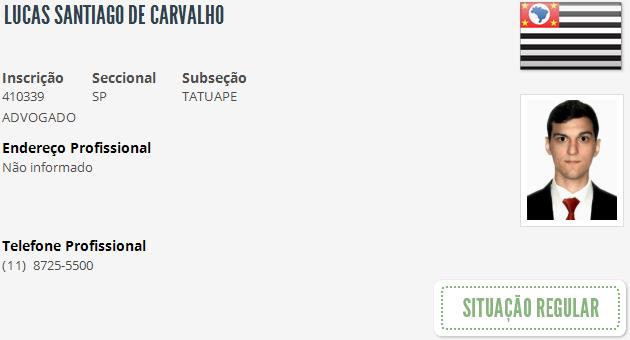 LUCAS SANTIAGO DE CARVALHO
Inscrição Seccional Subseção
410339 SP TATUAPE
ADVOGADO
Endereço Profissional
Não informado
Telefone Profissional
(11) 8725-5500
SITUAÇÃO REGULAR